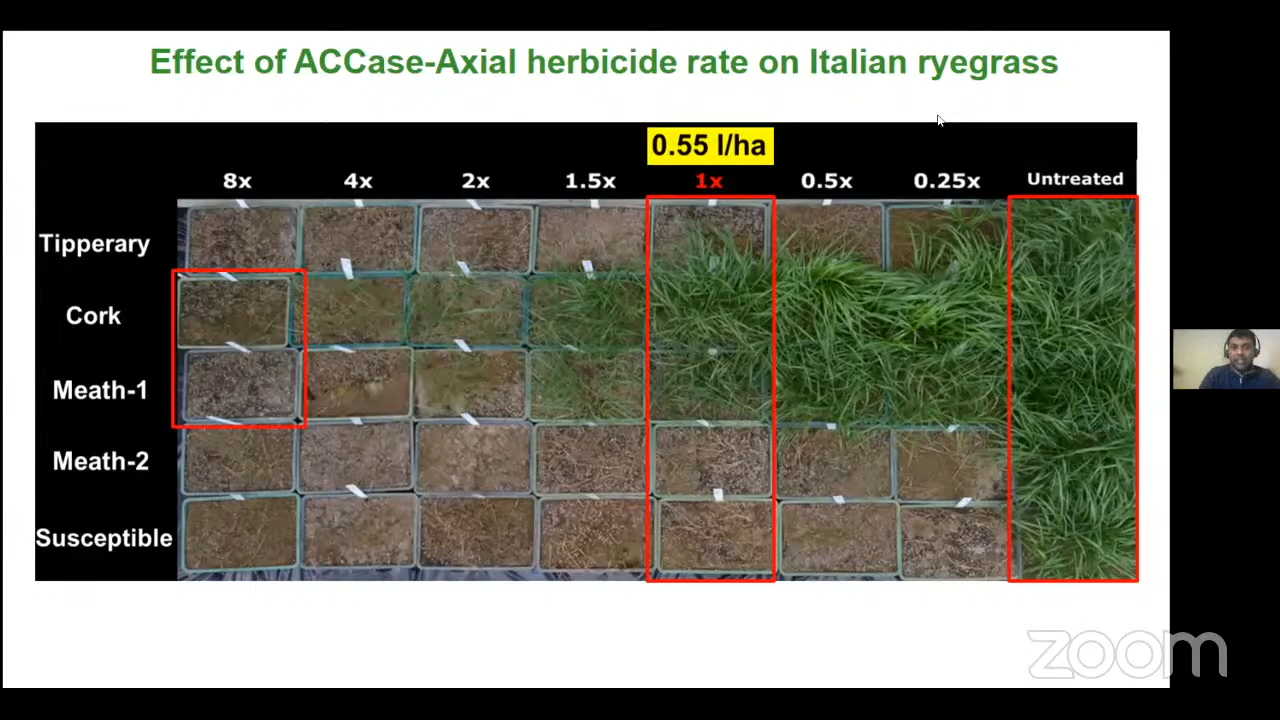 Effect of ACCase-Axial herbicide rate on Italian ryegrass
0.55 l/ha
8x 4x 2x 1.5x 1x 0.5x 0.25x Untreated
Tipperary
Cork
Meath-1
Meath-2
Susceptible
zoom